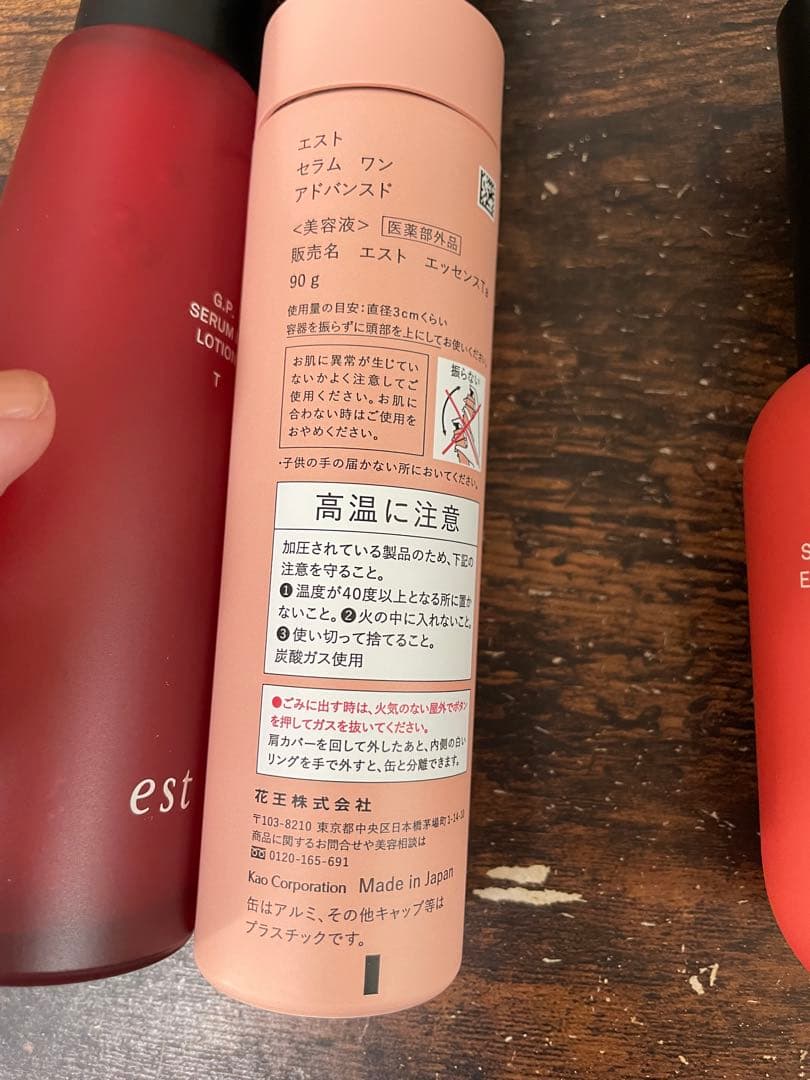 エスト
セラム ワン
アドバンスド
<美容液> 医薬部外品
販売名 エスト エッセンスTa
90 g
使用量の目安:直径3cmくらい
容器を振らずに頭部を上にしてお使いください。
お肌に異常が生じてい
ないかよく注意してご
使用ください。お肌に
合わない時はご使用を
おやめください。
振らない
・子供の手の届かない所においてください。
高温に注意
加圧されている製品のため、下記の
注意を守ること。
❶温度が40度以上となる所に置か
ないこと。❷火の中に入れないこと。
❸使い切って捨てること。
炭酸ガス使用
●ごみに出す時は、火気のない屋外でボタン
を押してガスを抜いてください。
肩カバーを回して外したあと、内側の白い
リングを手で外すと、缶と分離できます。
花王株式会社
〒103-8210 東京都中央区日本橋茅場町1-14-10
商品に関するお問合せや美容相談は
0120-165-691
Kao Corporation Made in Japan
缶はアルミ、その他キャップ等は
プラスチックです。
G.P.
SERUM
LOTION
T
est
S
E